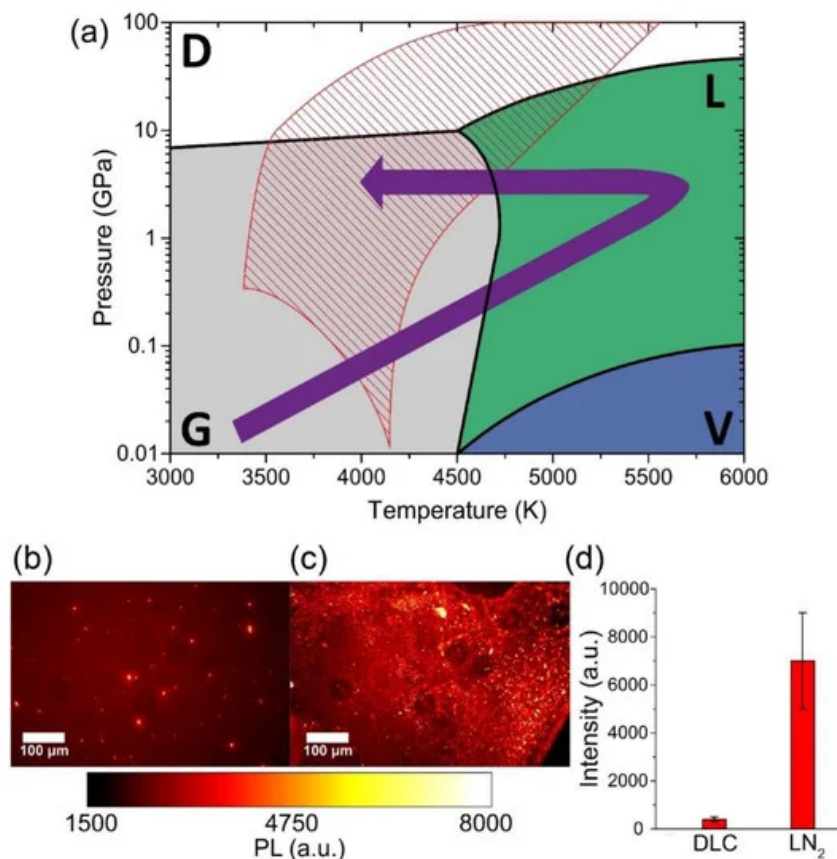 (a)
D
L
G
V
100
10
1
0.1
0.01
Pressure (GPa)
3000 3500 4000 4500 5000 5500 6000
Temperature (K)
(b)
100 µm
(c)
100 µm
1500 4750 8000
PL (a.u.)
(d)
10000
8000
6000
4000
2000
0
Intensity (a.u.)
DLC LN₂